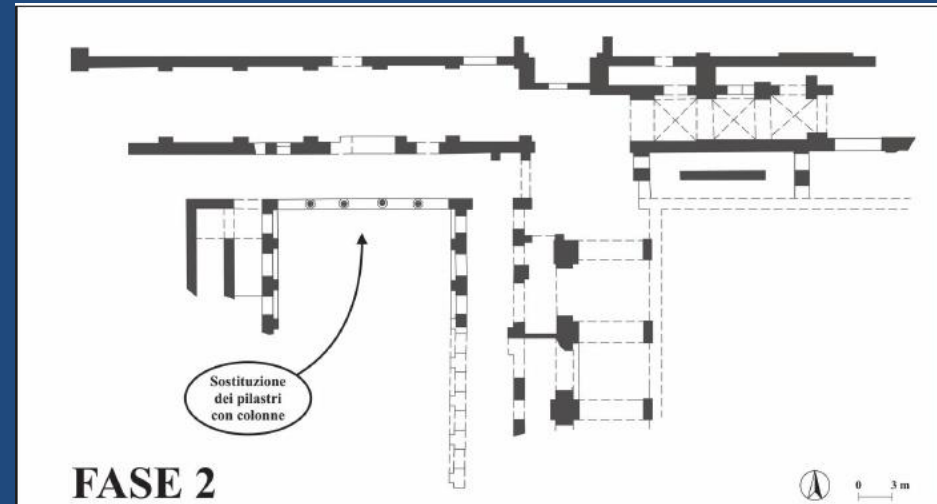 Sostituzione
dei pilastri
con colonne
FASE 2
0 3 m